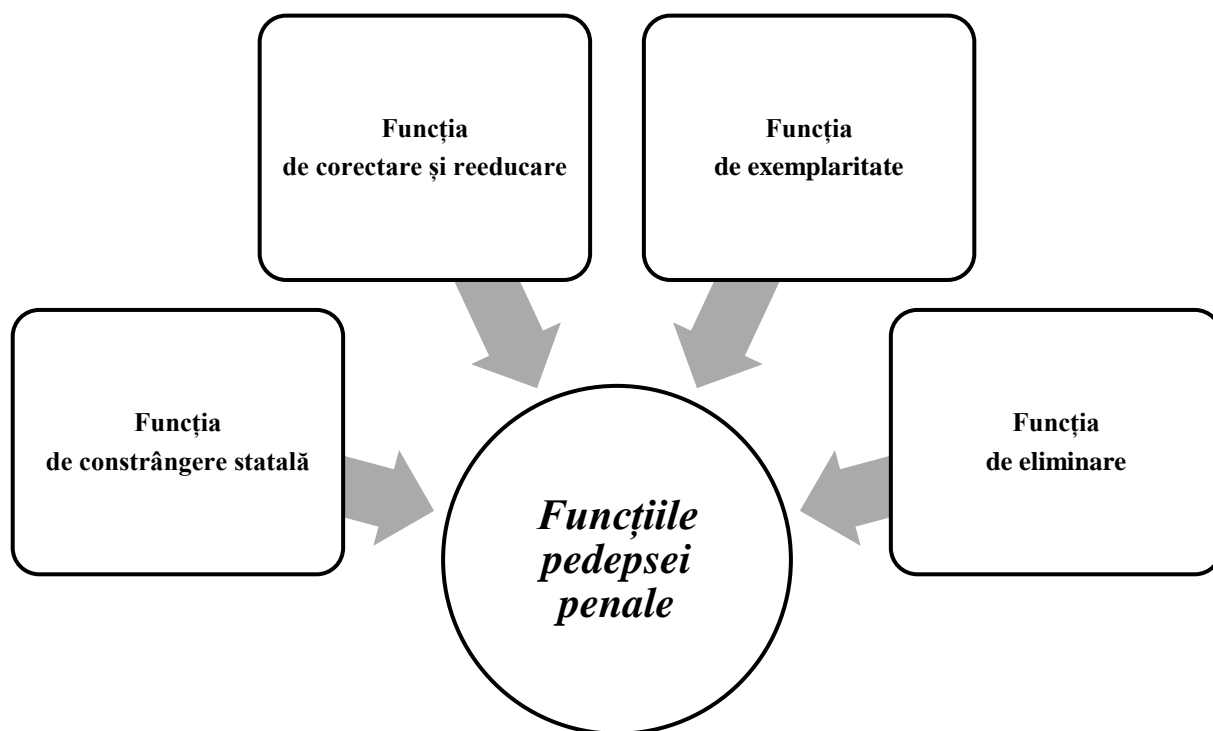 Funcția
de corectare și reeducare
Funcția
de exemplaritate
Funcția
de constrângere statală
Funcția
de eliminare
Funcțiile
pedepsei
penale